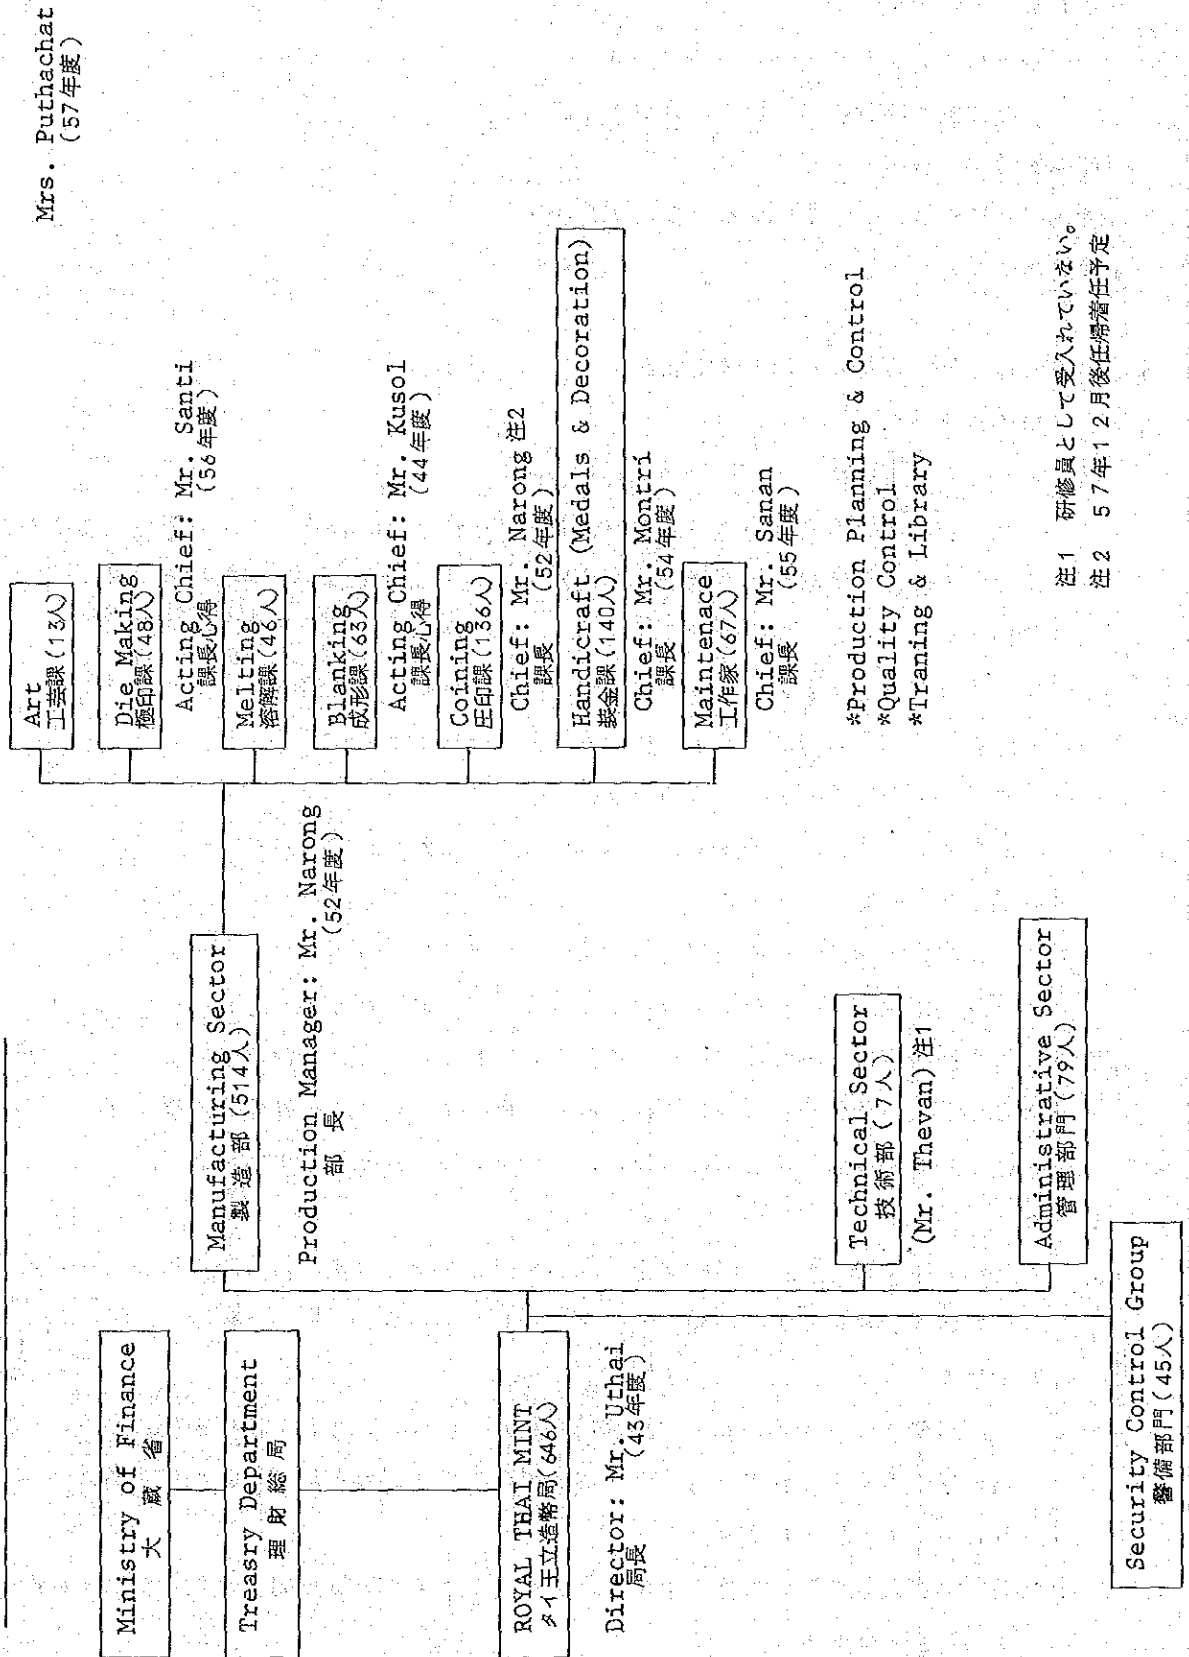 Ministry of Finance
大蔵省
Treasry Department
理財総局
ROYAL THAI MINT
タイ王立造幣局(646人)
Director: Mr. Uthai
局長 (43年度)
Manufacturing Sector
製造部(514人)
Production Manager: Mr. Narong
部長 (52年度)
Technical Sector
技術部(7人)
(Mr. Thevan)注1
Administrative Sector
管理部門(79人)
Security Control Group
警備部門(45人)
Art
工芸課(13人)
Mrs. Puthachat
(57年度)
Die Making
極印課(48人)
Acting Chief: Mr. Santi
課長心得 (56年度)
Melting
溶解課(46人)
Blanking
成形課(63人)
Acting Chief: Mr. Kusol
課長心得 (44年度)
Coining
圧印課(136人)
Chief: Mr. Narong 注2
課長 (52年度)
Handicraft (Medals & Decoration)
装金課(140人)
Chief: Mr. Montri
課長 (54年度)
Maintenace
工作家(67人)
Chief: Mr. Sanan
課長 (55年度)
*Production Planning & Control
*Quality Control
*Traning & Library
注1 研修員として受入れていない。
注2 57年12月後任帰着任予定